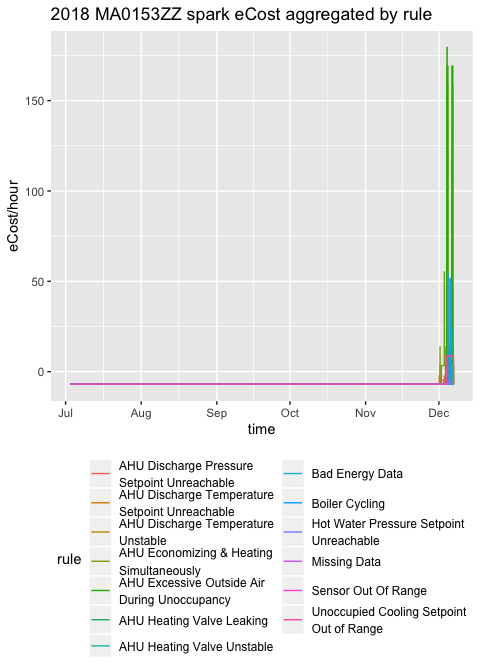 2018 MA0153ZZ spark eCost aggregated by rule
eCost/hour
150
100
50
0
Jul Aug Sep Oct Nov Dec
time
rule
AHU Discharge Pressure
Setpoint Unreachable
AHU Discharge Temperature
Setpoint Unreachable
AHU Discharge Temperature
Unstable
AHU Economizing & Heating
Simultaneously
AHU Excessive Outside Air
During Unoccupancy
AHU Heating Valve Leaking
AHU Heating Valve Unstable
Bad Energy Data
Boiler Cycling
Hot Water Pressure Setpoint
Unreachable
Missing Data
Sensor Out Of Range
Unoccupied Cooling Setpoint
Out of Range